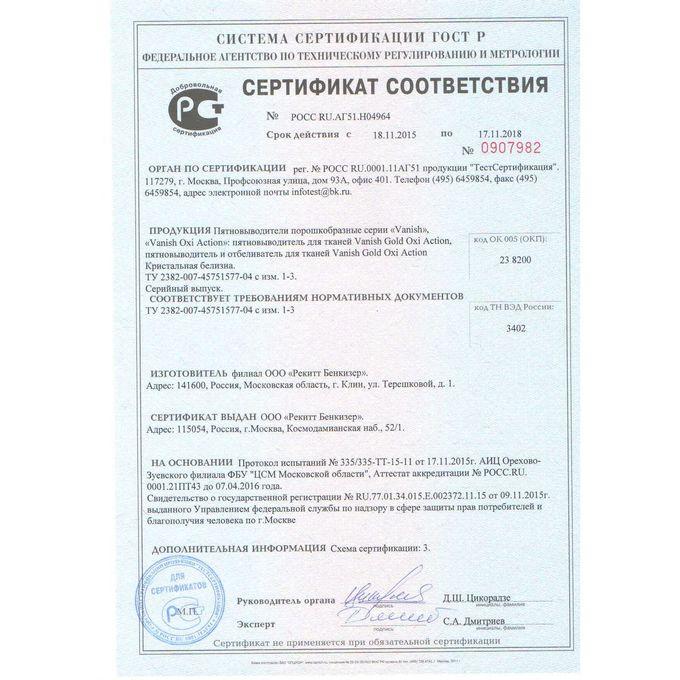 СИСТЕМА СЕРТИФИКАЦИИ ГОСТ Р
ФЕДЕРАЛЬНОЕ АГЕНТСТВО ПО ТЕХНИЧЕСКОМУ РЕГУЛИРОВАНИЮ И МЕТРОЛОГИИ
Добровольная
сертификация
СЕРТИФИКАТ СООТВЕТСТВИЯ
№ РОСС RU.АГ51.Н04964
Срок действия с 18.11.2015 по 17.11.2018
№ 0907982
ОРГАН ПО СЕРТИФИКАЦИИ рег. № РОСС RU.0001.11АГ51 продукции "ТестСертификация".
117279, г. Москва, Профсоюзная улица, дом 93А, офис 401. Телефон (495) 6459854, факс (495)
6459854, адрес электронной почты infotest@bk.ru.
ПРОДУКЦИЯ Пятновыводители порошкообразные серии «Vanish»,
«Vanish Oxi Action»: пятновыводитель для тканей Vanish Gold Oxi Action,
пятновыводитель и отбеливатель для тканей Vanish Gold Oxi Action
Кристальная белизна.
ТУ 2382-007-45751577-04 с изм. 1-3.
Серийный выпуск.
код ОК 005 (ОКП):
23 8200
СООТВЕТСТВУЕТ ТРЕБОВАНИЯМ НОРМАТИВНЫХ ДОКУМЕНТОВ
ТУ 2382-007-45751577-04 с изм. 1-3
код ТН ВЭД России:
3402
ИЗГОТОВИТЕЛЬ филиал ООО «Рекитт Бенкизер».
Адрес: 141600, Россия, Московская область, г. Клин, ул. Терешковой, д. 1.
СЕРТИФИКАТ ВЫДАН ООО «Рекитт Бенкизер».
Адрес: 115054, Россия, г.Москва, Космодамианская наб., 52/1.
НА ОСНОВАНИИ Протокол испытаний № 335/335-ТТ-15-11 от 17.11.2015г. АИЦ Орехово-
Зуевского филиала ФБУ "ЦСМ Московской области", Аттестат аккредитации № РОСС.RU.
0001.21ПТ43 до 07.04.2016 года.
Свидетельство о государственной регистрации № RU.77.01.34.015.Е.002372.11.15 от 09.11.2015г.
выданного Управлением федеральной службы по надзору в сфере защиты прав потребителей и
благополучия человека по г.Москве
ДОПОЛНИТЕЛЬНАЯ ИНФОРМАЦИЯ Схема сертификации: 3.
ДЛЯ
СЕРТИФИКАТОВ
М.П.
Руководитель органа Д.Ш. Цикорадзе
подпись инициалы, фамилия
Эксперт С.А. Дмитриев
подпись инициалы, фамилия
Сертификат не применяется при обязательной сертификации